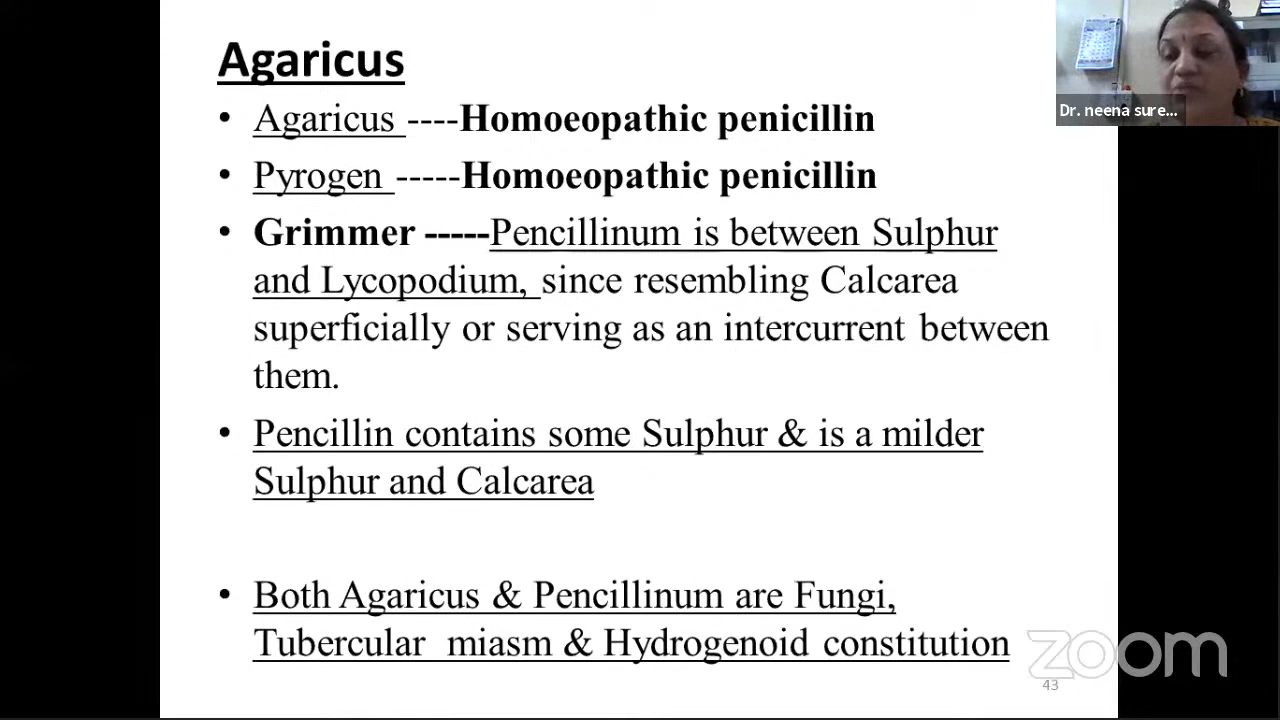 Agaricus
• Agaricus ----Homoeopathic penicillin
• Pyrogen -----Homoeopathic penicillin
• Grimmer -----Pencillinum is between Sulphur
and Lycopodium, since resembling Calcarea
superficially or serving as an intercurrent between
them.
• Pencillin contains some Sulphur & is a milder
Sulphur and Calcarea
• Both Agaricus & Pencillinum are Fungi,
Tubercular miasm & Hydrogenoid constitution
43
zoom
Dr. neena sure...